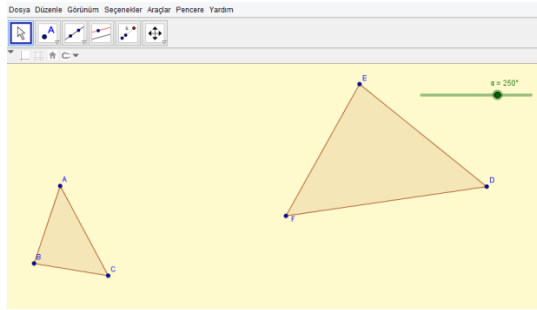 Dosya Düzenle Görünüm Seçenekler Araçlar Pencere Yardım
A
E
α = 250°
A
D
F
B
C